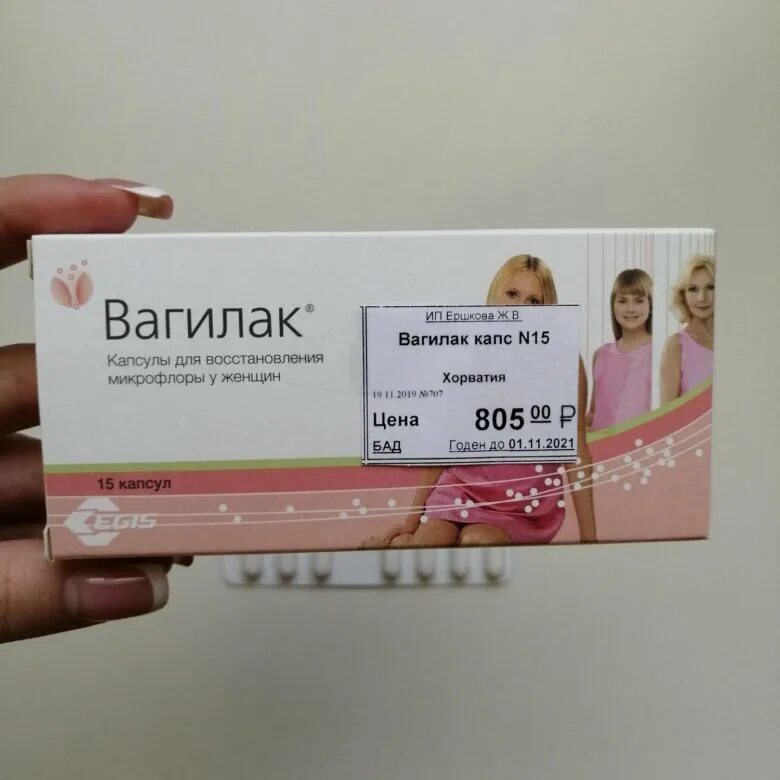 Вагилак®
Капсулы для восстановления
микрофлоры у женщин
ИП Ершкова Ж.В.
Вагилак капс N15
Хорватия
19.11.2019 №707
Цена 805 00 ₽
БАД Годен до 01.11.2021
15 капсул
EGIS